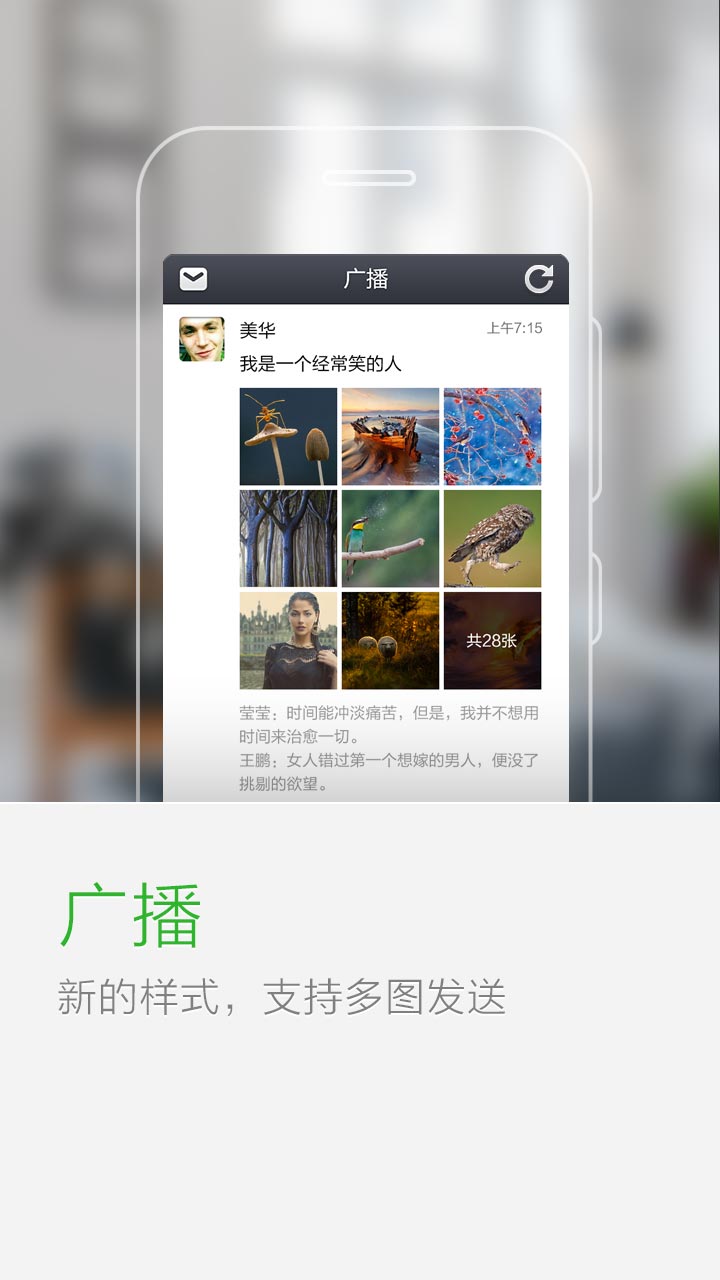 广播
美华
上午7:15
我是一个经常笑的人
共28张
莹莹：时间能冲淡痛苦，但是，我并不想用
时间来治愈一切。
王鹏：女人错过第一个想嫁的男人，便没了
挑剔的欲望。
广播
新的样式，支持多图发送